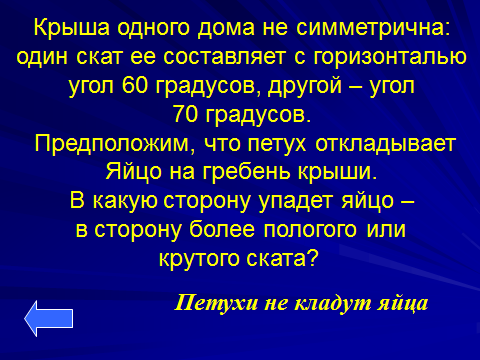 Крыша одного дома не симметрична:
один скат ее составляет с горизонталью
угол 60 градусов, другой – угол
70 градусов.
Предположим, что петух откладывает
Яйцо на гребень крыши.
В какую сторону упадет яйцо –
в сторону более пологого или
крутого ската?
Петухи не кладут яйца